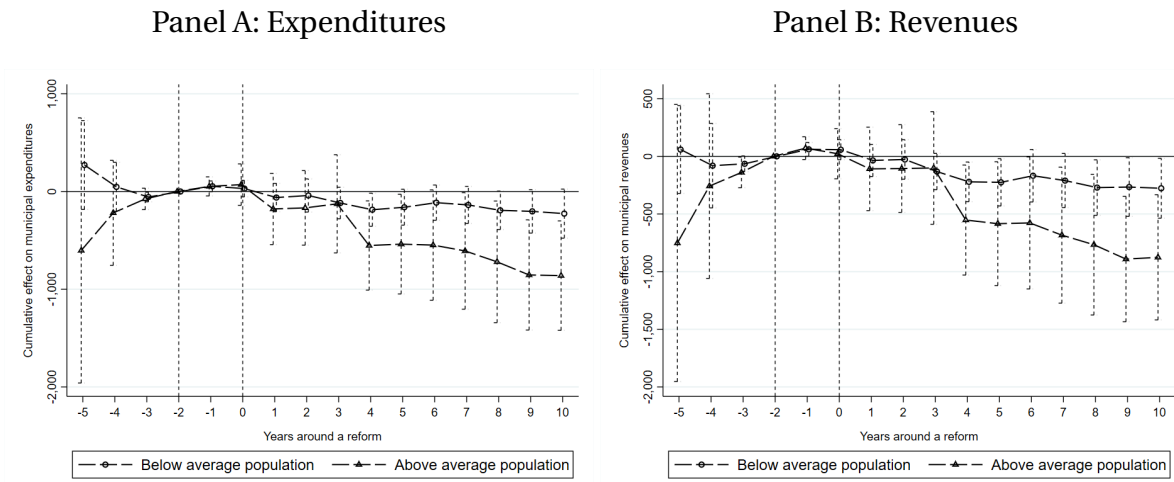 Panel A: Expenditures
Cumulative effect on municipal expenditures
1,000
0
-1,000
-2,000
-5 -4 -3 -2 -1 0 1 2 3 4 5 6 7 8 9 10
Years around a reform
Below average population Above average population
Panel B: Revenues
Cumulative effect on municipal revenues
500
0
-500
-1,000
-1,500
-2,000
-5 -4 -3 -2 -1 0 1 2 3 4 5 6 7 8 9 10
Years around a reform
Below average population Above average population